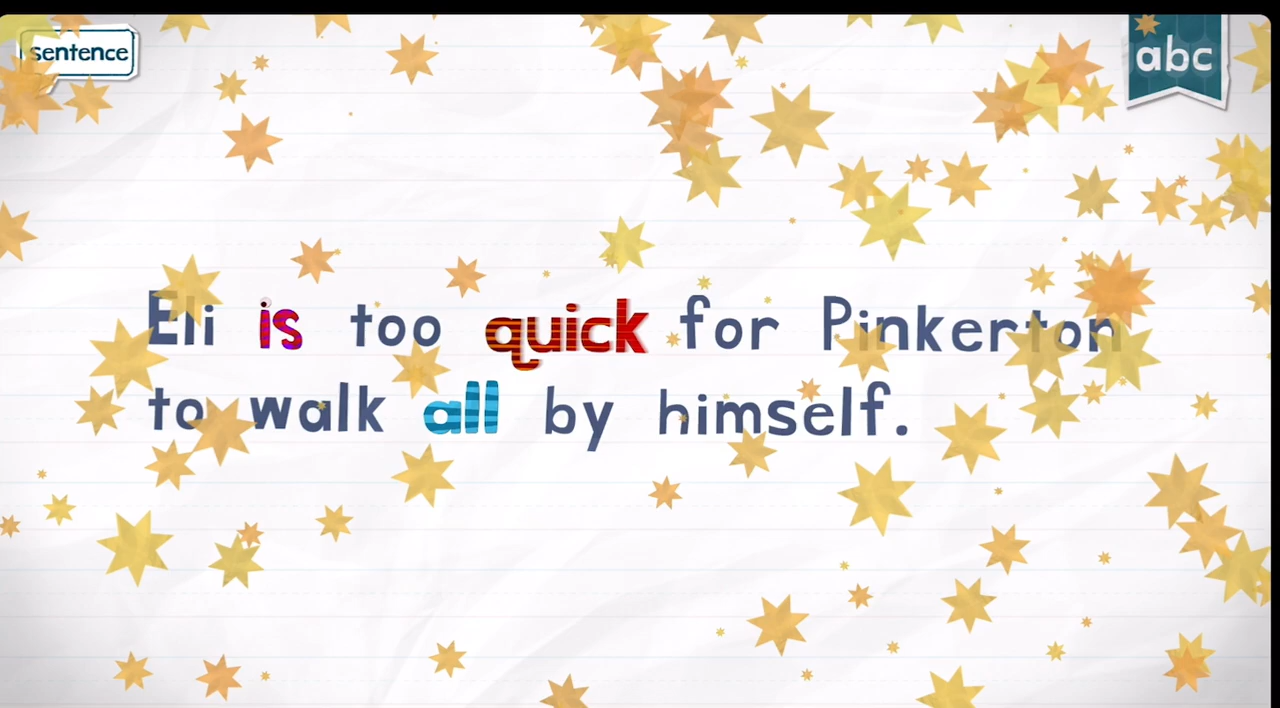 sentence
abc
Eli is too quick for Pinkerton
to walk all by himself.